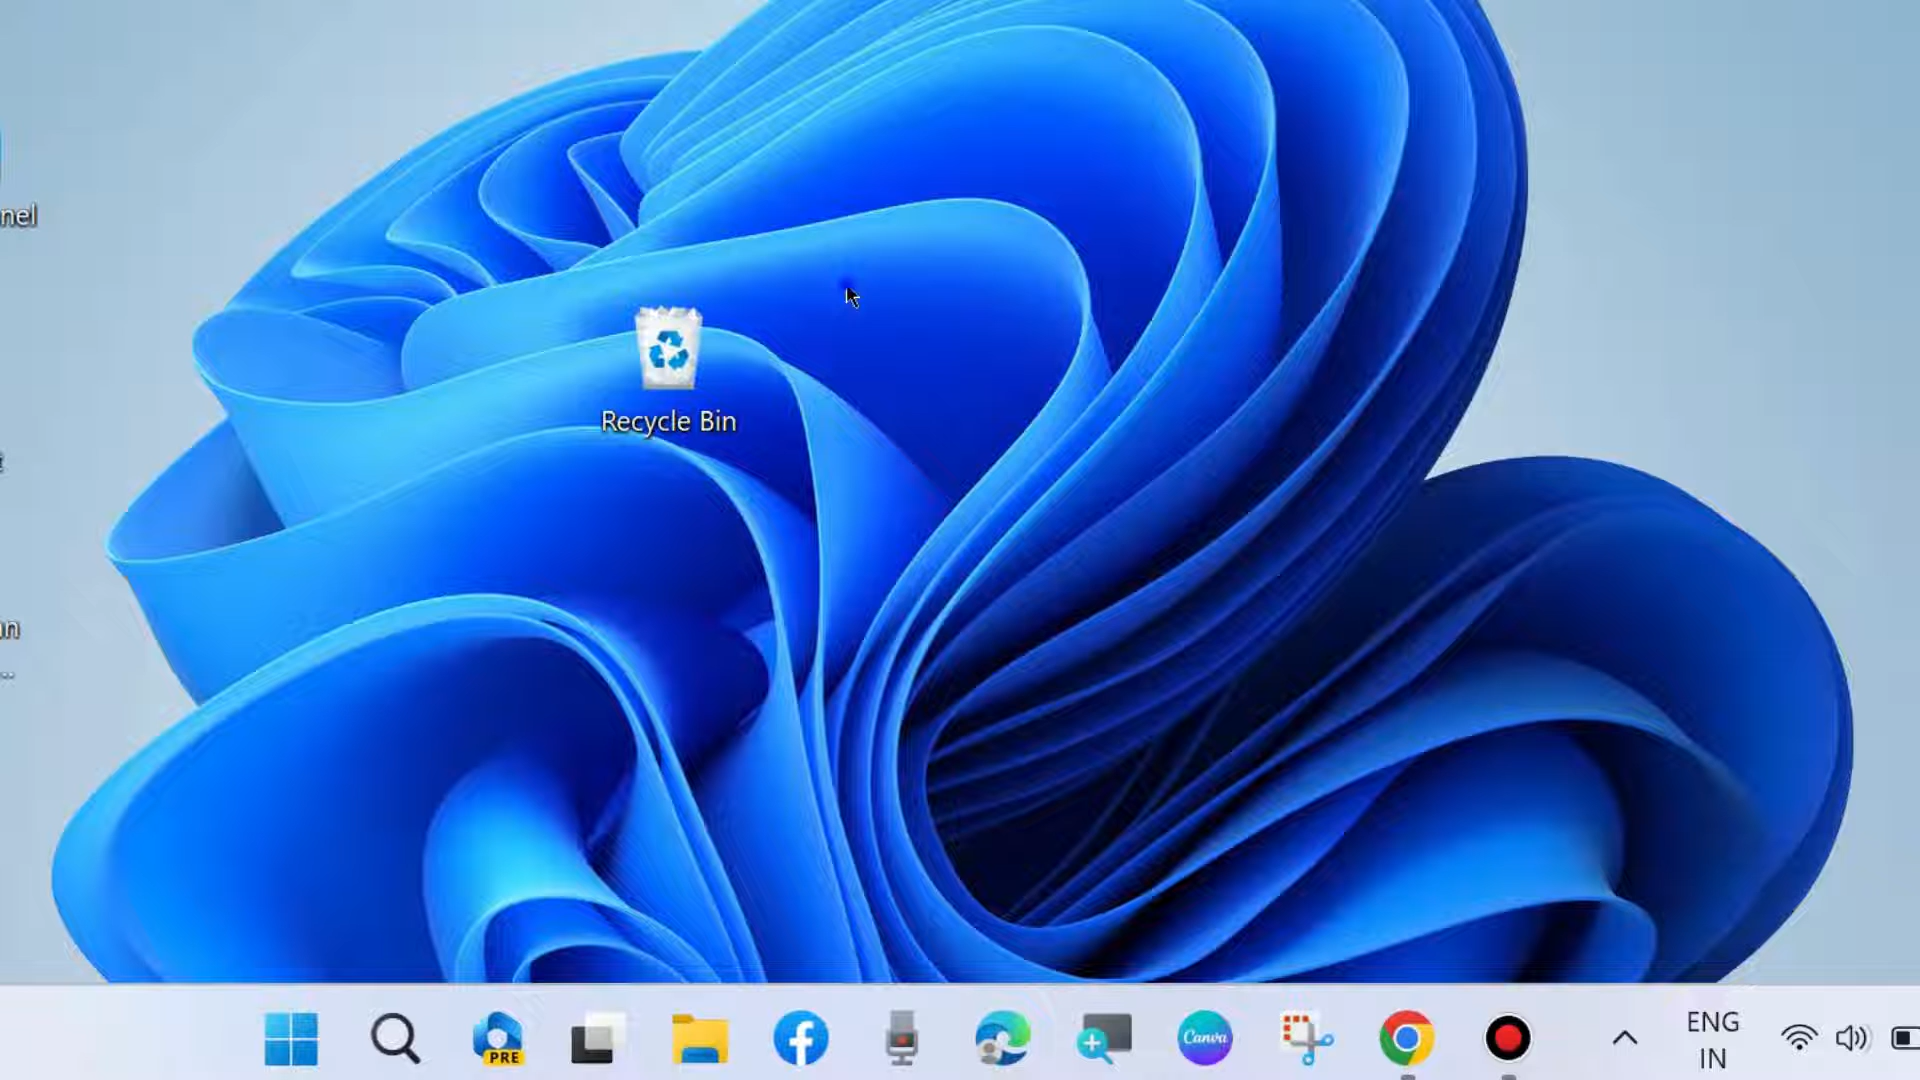 nel
Recycle Bin
n
..
PRE
Canva
ENG
IN